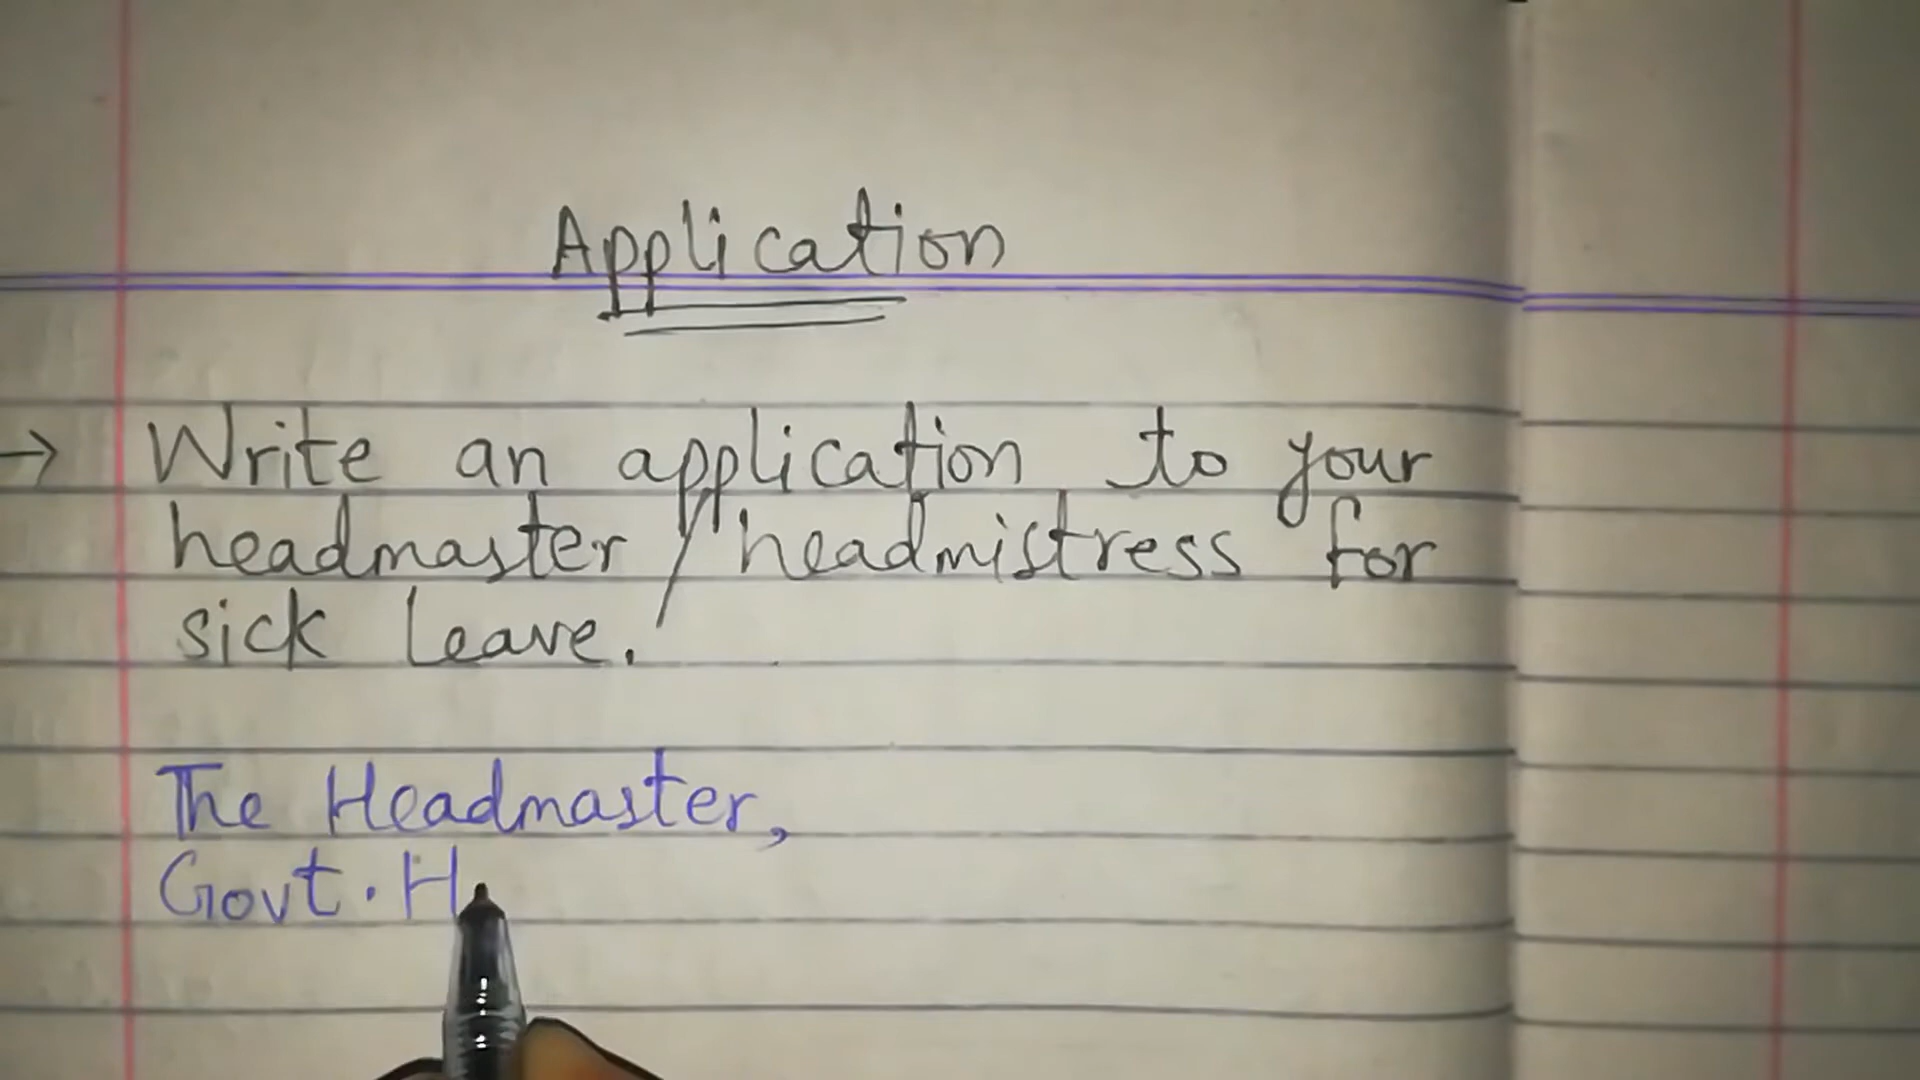 Application
→ Write an application to your
headmaster / headmistress for
sick leave.
The Headmaster,
Govt. H